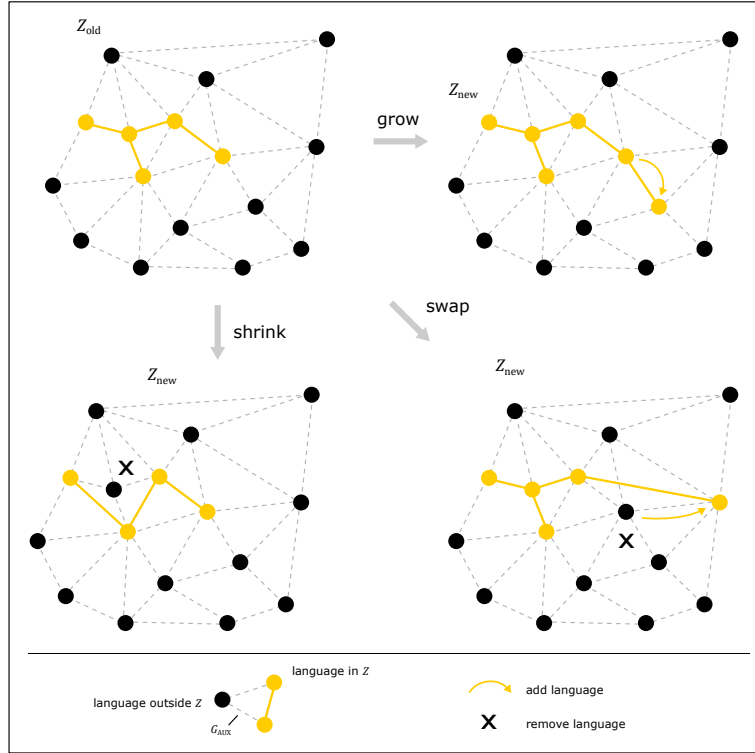 Z_old
Z_new
grow
swap
shrink
Z_new
Z_new
X
X
language in Z
language outside Z
G_AUX
add language
X remove language